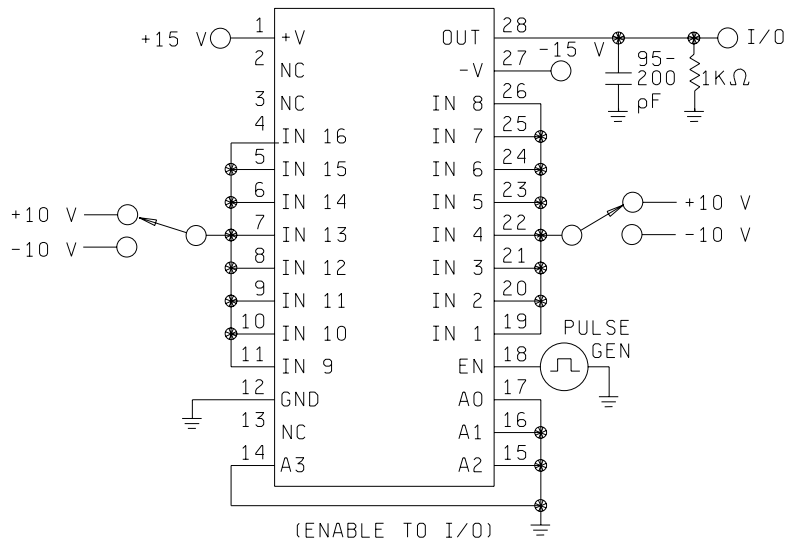 +15 V
1 +V
2 NC
3 NC
4 IN 16
5 IN 15
6 IN 14
7 IN 13
8 IN 12
9 IN 11
10 IN 10
11 IN 9
12 GND
13 NC
14 A3
+10 V
-10 V
OUT 28
-V 27
IN 8 26
IN 7 25
IN 6 24
IN 5 23
IN 4 22
IN 3 21
IN 2 20
IN 1 19
EN 18
A0 17
A1 16
A2 15
I/O
-15 V
95-
200
pF
1KΩ
+10 V
-10 V
PULSE
GEN
(ENABLE TO I/O)